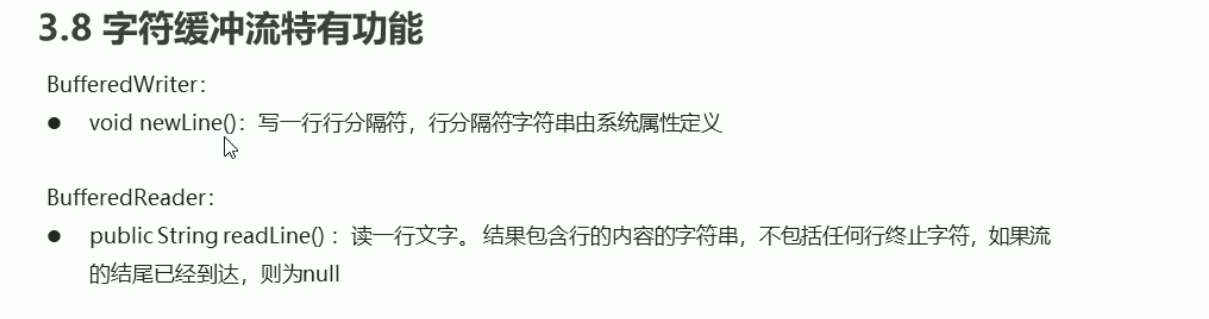 3.8 字符缓冲流特有功能
BufferedWriter：
● void newLine()：写一行行分隔符，行分隔符字符串由系统属性定义
BufferedReader：
● public String readLine() ：读一行文字。 结果包含行的内容的字符串，不包括任何行终止字符，如果流
的结尾已经到达，则为null